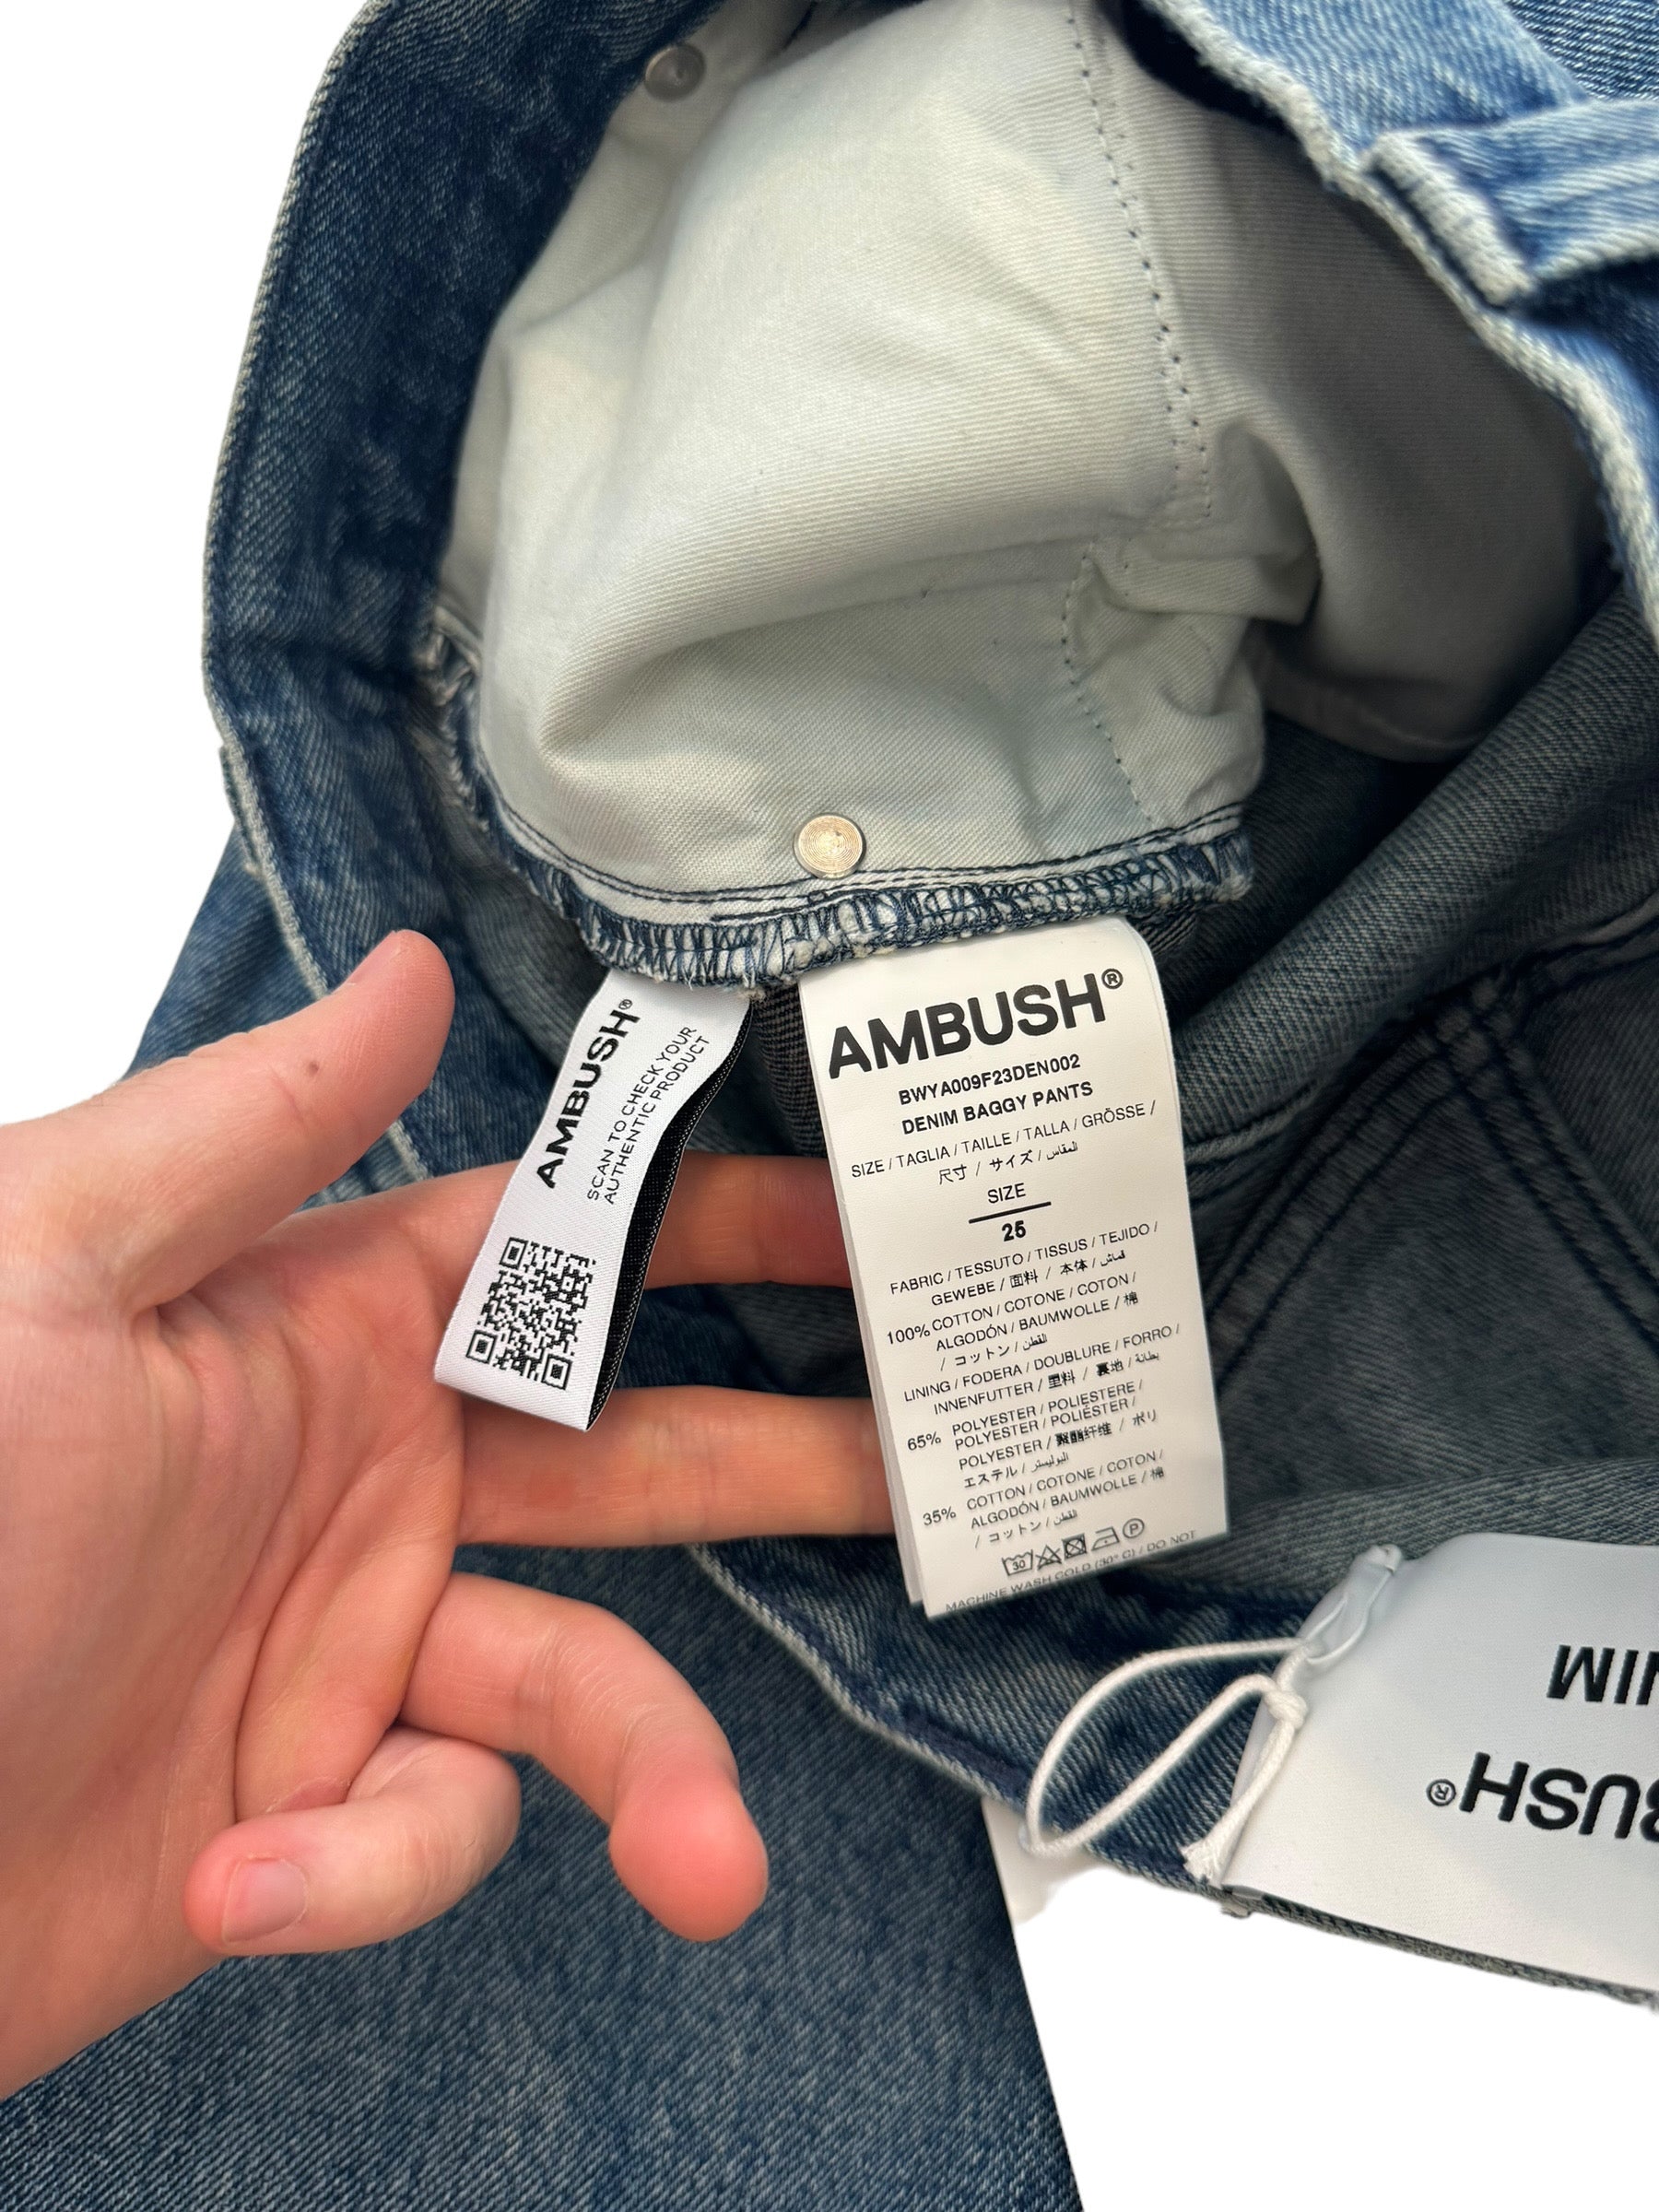 AMBUSH®
SCAN TO CHECK YOUR
AUTHENTIC PRODUCT
AMBUSH®
BWYA009F23DEN002
DENIM BAGGY PANTS
SIZE / TAGLIA / TAILLE / TALLA / GRÖSSE /
尺寸 / サイズ / المقاس
SIZE
25
FABRIC / TESSUTO / TISSUS / TEJIDO /
GEWEBE / 面料 / 本体 / قماش
100% COTTON / COTONE / COTON /
ALGODÓN / BAUMWOLLE / 棉
/ コットン / القطن
LINING / FODERA / DOUBLURE / FORRO /
INNENFUTTER / 里料 / 裏地 / بطانة
65% POLYESTER / POLIESTERE /
POLYESTER / POLIÉSTER /
POLYESTER / 聚酯纤维 / ポリ
エステル / البوليستر
35% COTTON / COTONE / COTON /
ALGODÓN / BAUMWOLLE / 棉
/ コットン / القطن
30 P
MACHINE WASH COLD (30° C) / DO NOT
BUSH®
NIM